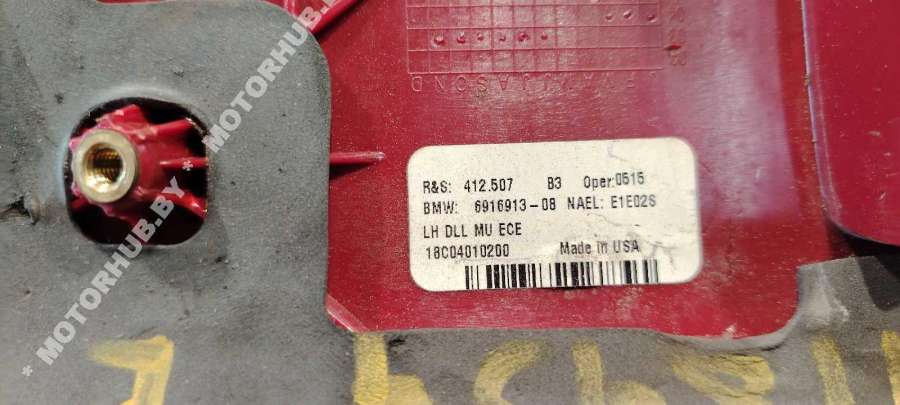 * MOTORHUB.BY * MOTORHUB
J F M A M J J A S O N D
R&S: 412.507 B3 Oper:0515
BMW: 6916913-08 NAEL: E1E02S
LH DLL MU ECE
18C04010200 Made in USA